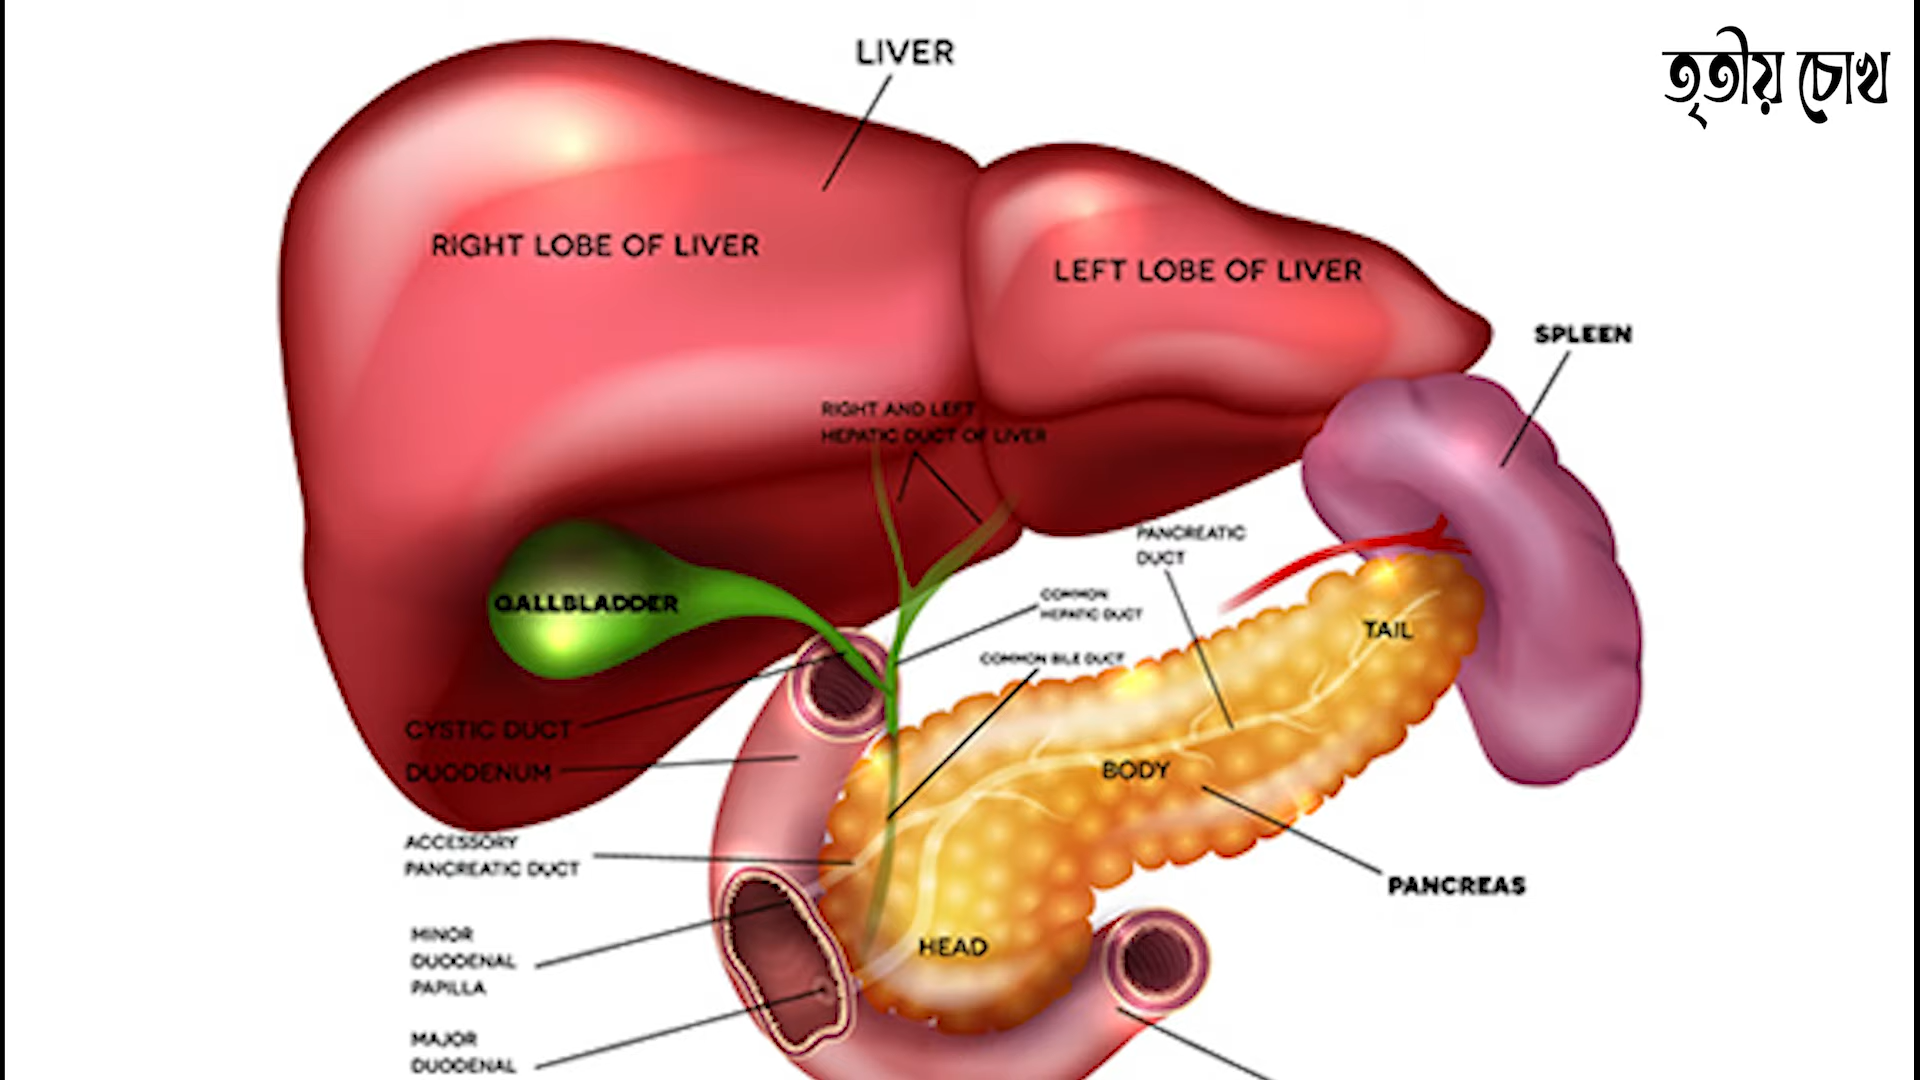 LIVER
তৃতীয় চোখ
RIGHT LOBE OF LIVER
LEFT LOBE OF LIVER
SPLEEN
RIGHT AND LEFT
HEPATIC DUCT OF LIVER
PANCREATIC
DUCT
GALLBLADDER
COMMON
HEPATIC DUCT
TAIL
COMMON BILE DUCT
CYSTIC DUCT
DUODENUM
BODY
ACCESSORY
PANCREATIC DUCT
PANCREAS
MINOR
DUODENAL
PAPILLA
HEAD
MAJOR
DUODENAL